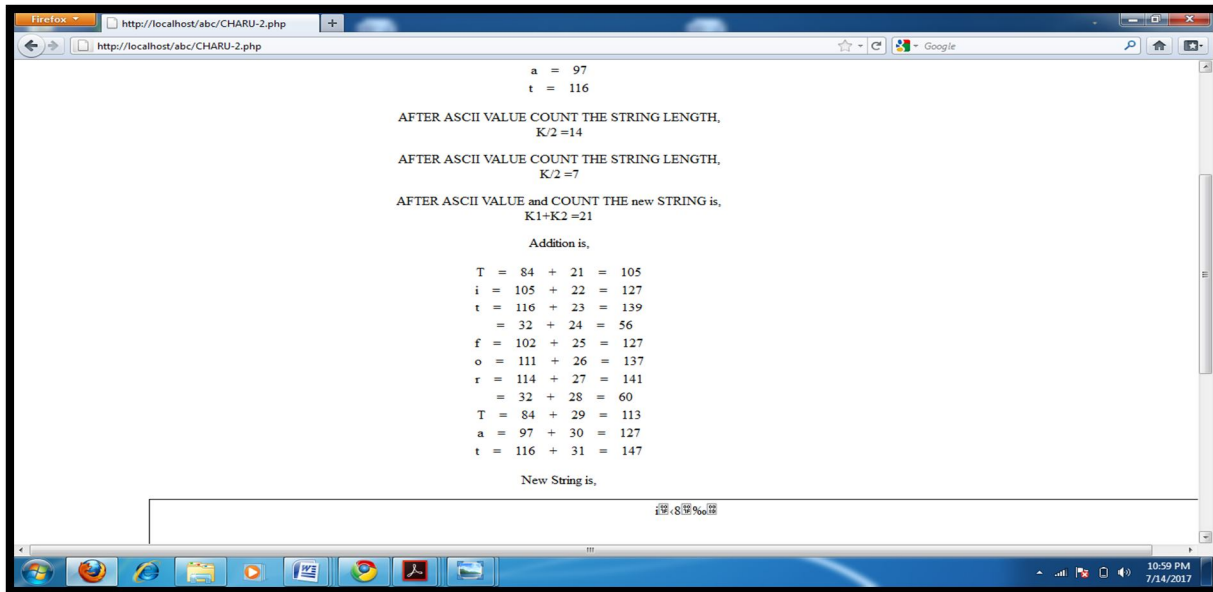 Firefox
http://localhost/abc/CHARU-2.php
http://localhost/abc/CHARU-2.php
Google
a = 97
t = 116
AFTER ASCII VALUE COUNT THE STRING LENGTH,
K/2 =14
AFTER ASCII VALUE COUNT THE STRING LENGTH,
K/2 =7
AFTER ASCII VALUE and COUNT THE new STRING is,
K1+K2 =21
Addition is,
T = 84 + 21 = 105
i = 105 + 22 = 127
t = 116 + 23 = 139
= 32 + 24 = 56
f = 102 + 25 = 127
o = 111 + 26 = 137
r = 114 + 27 = 141
= 32 + 28 = 60
T = 84 + 29 = 113
a = 97 + 30 = 127
t = 116 + 31 = 147
New String is,
10:59 PM
7/14/2017